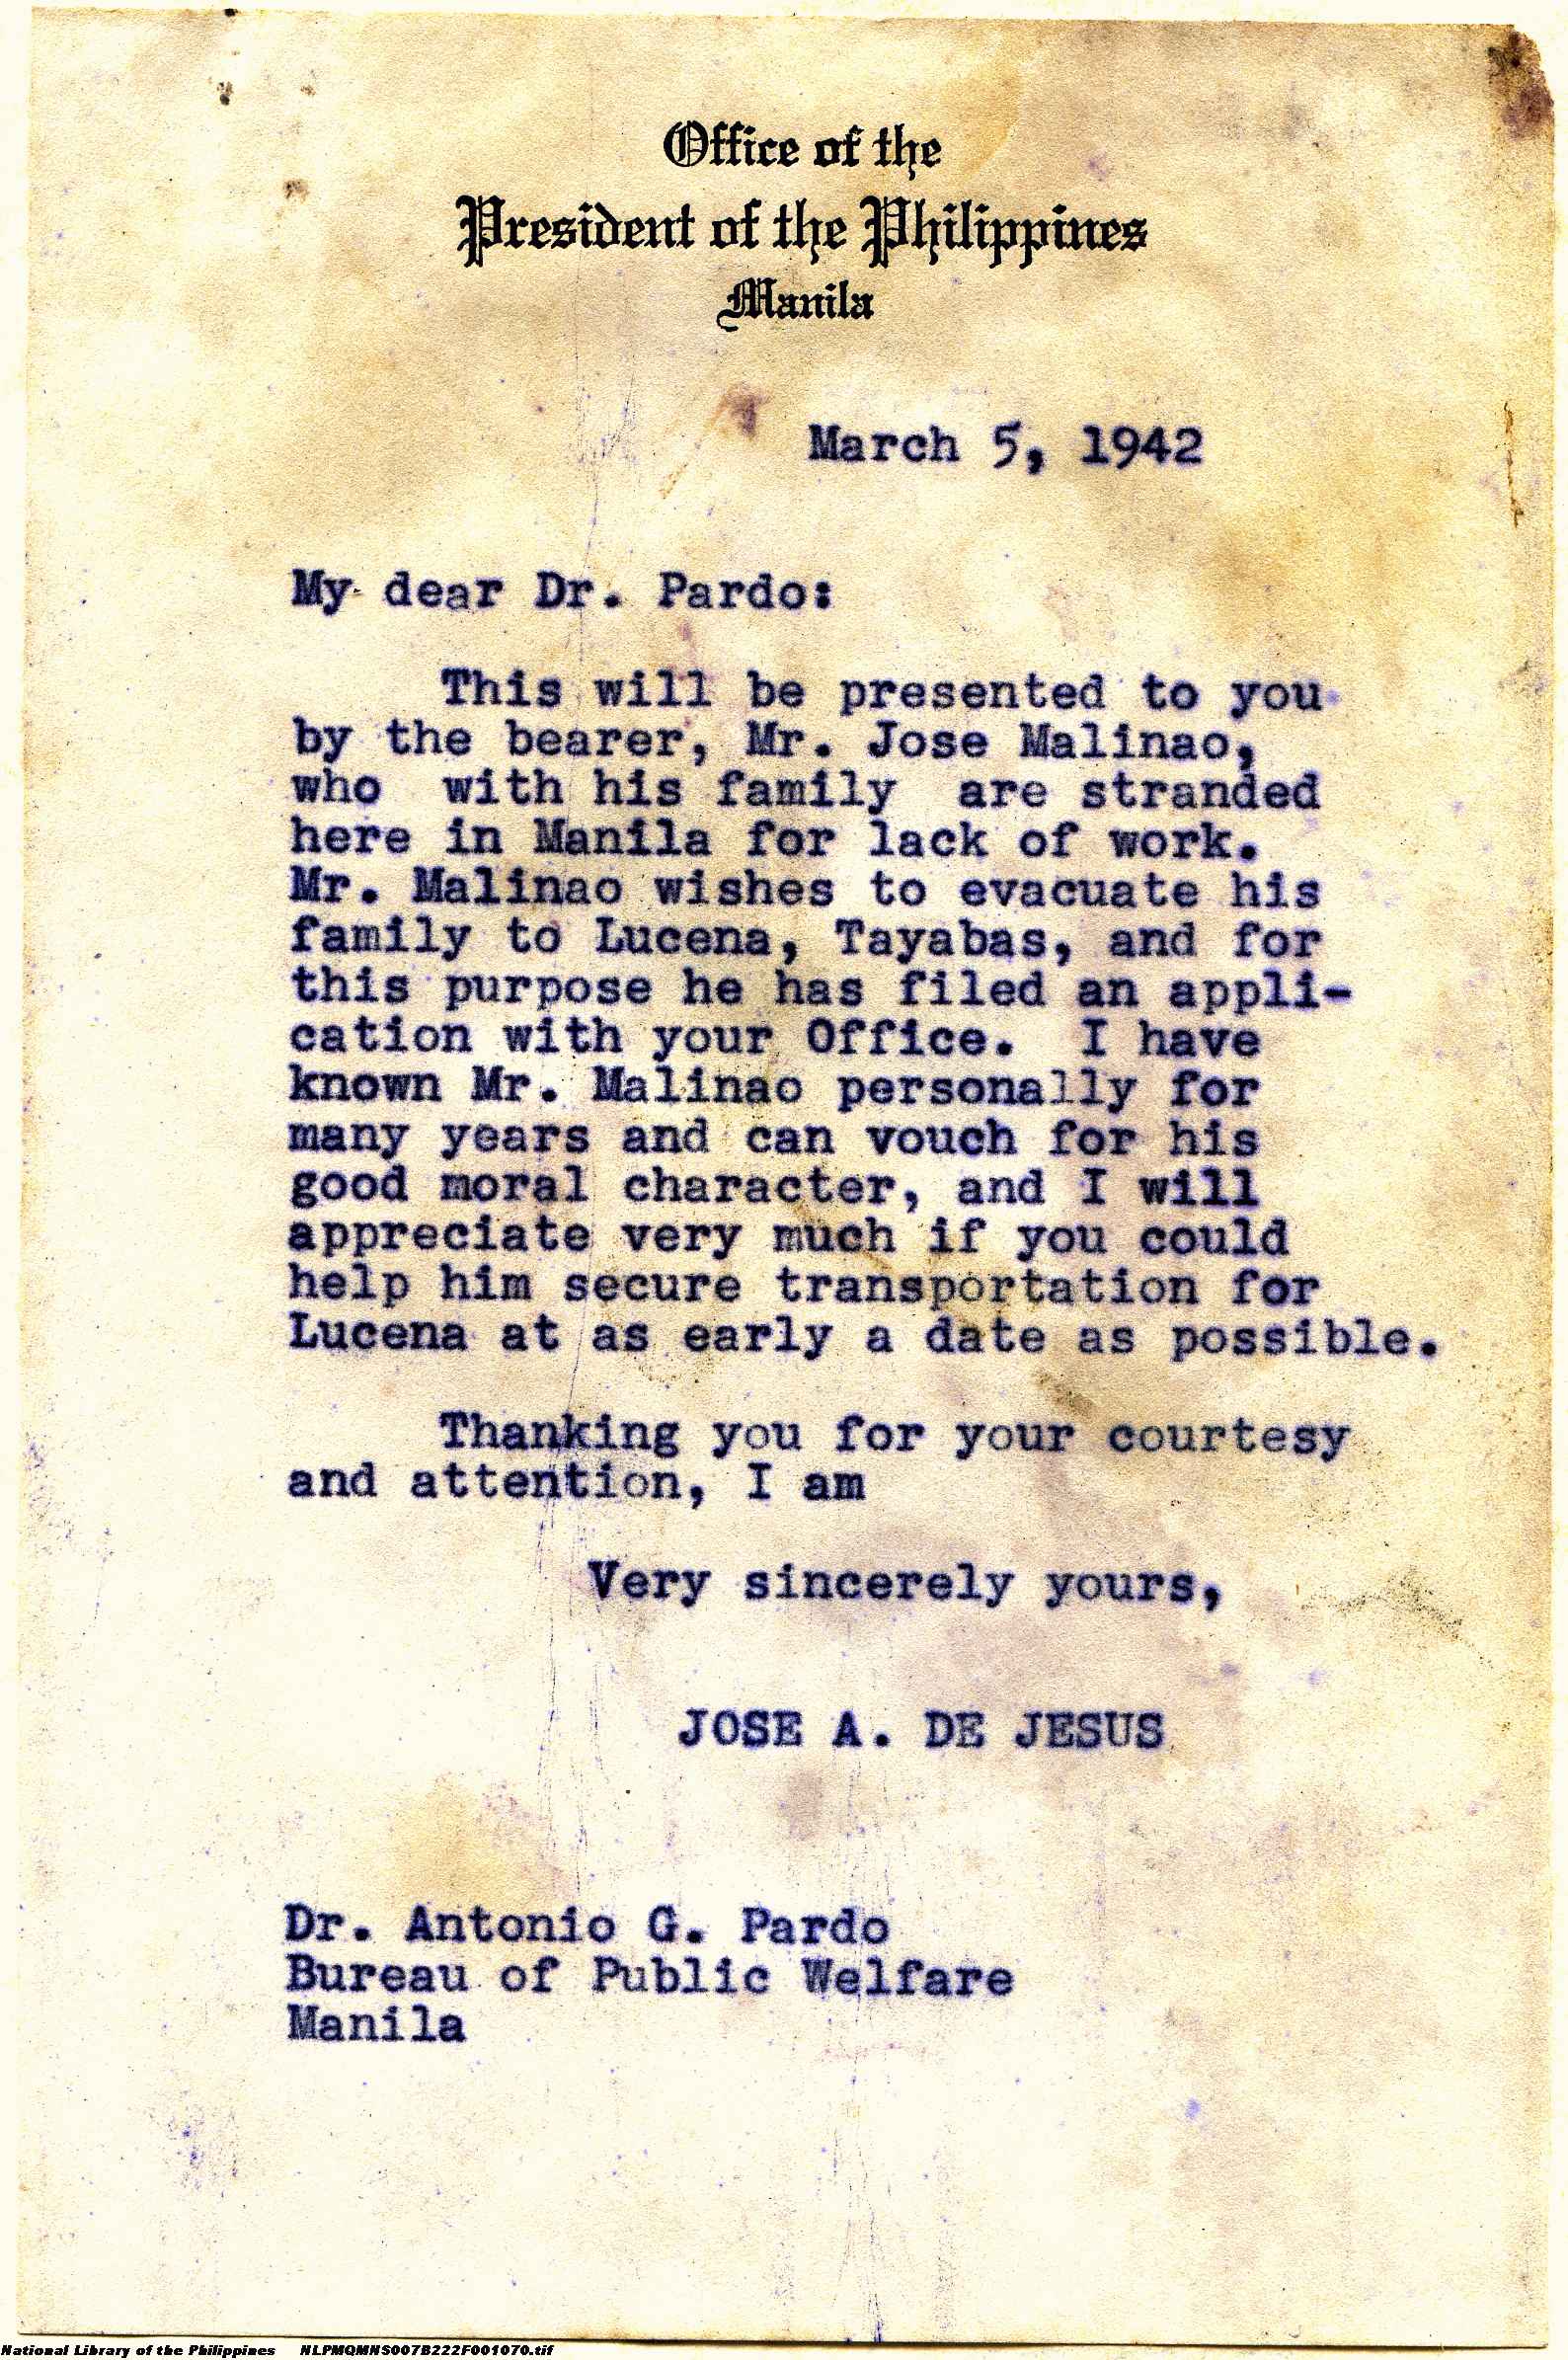 Office of the
President of the Philippines
Manila
March 5, 1942
My dear Dr. Pardo:
This will be presented to you
by the bearer, Mr. Jose Malinao,
who with his family are stranded
here in Manila for lack of work.
Mr. Malinao wishes to evacuate his
family to Lucena, Tayabas, and for
this purpose he has filed an appli-
cation with your Office. I have
known Mr. Malinao personally for
many years and can vouch for his
good moral character, and I will
appreciate very much if you could
help him secure transportation for
Lucena at as early a date as possible.
Thanking you for your courtesy
and attention, I am
Very sincerely yours,
JOSE A. DE JESUS
Dr. Antonio G. Pardo
Bureau of Public Welfare
Manila
National Library of the Philippines NLPMQMNS007B222F001070.tif